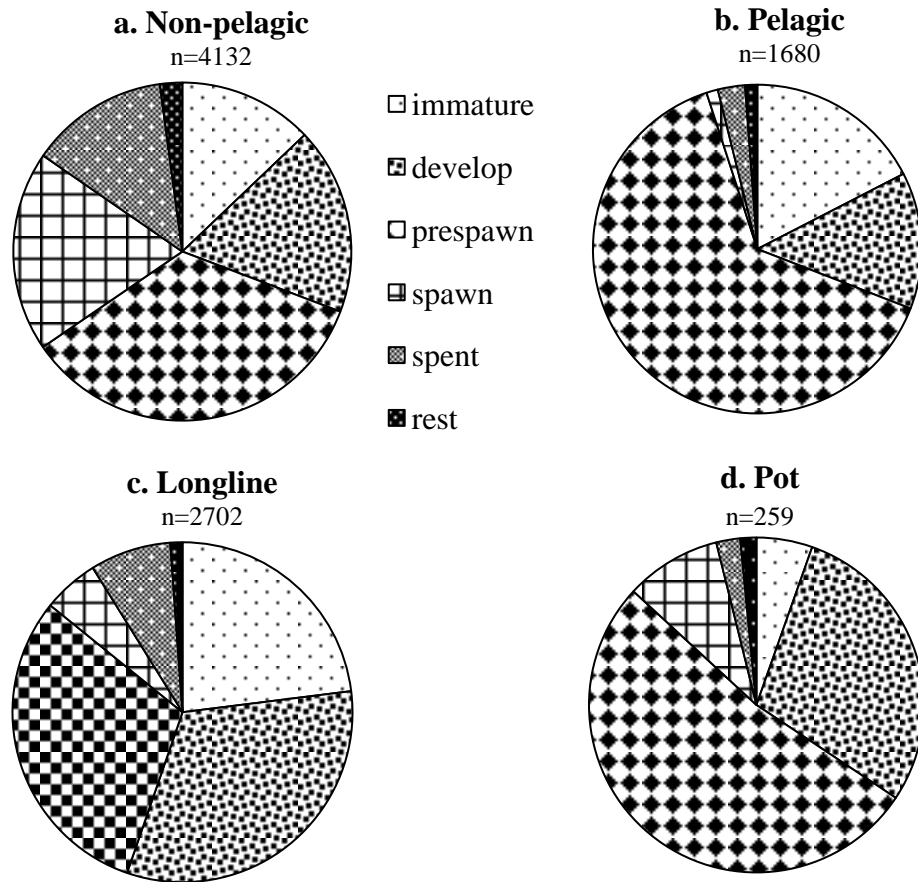 a. Non-pelagic
n=4132
b. Pelagic
n=1680
immature
develop
prespawn
spawn
spent
rest
c. Longline
n=2702
d. Pot
n=259